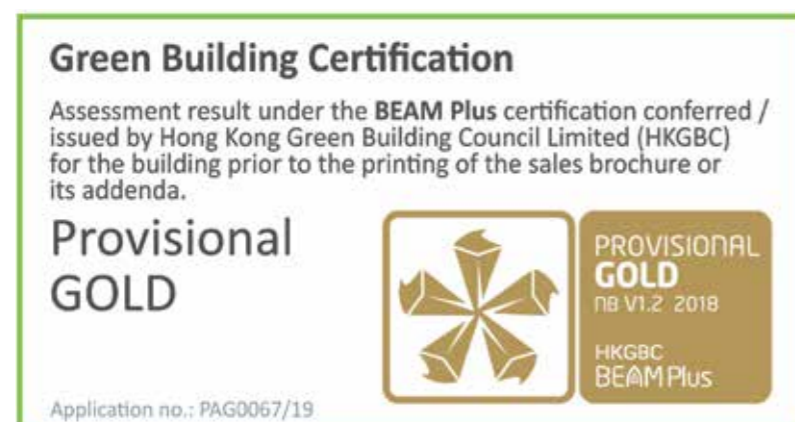 Green Building Certification
Assessment result under the BEAM Plus certification conferred /
issued by Hong Kong Green Building Council Limited (HKGBC)
for the building prior to the printing of the sales brochure or
its addenda.
Provisional
GOLD
PROVISIONAL
GOLD
NB V1.2 2018
HKGBC
BEAM Plus
Application no.: PAG0067/19